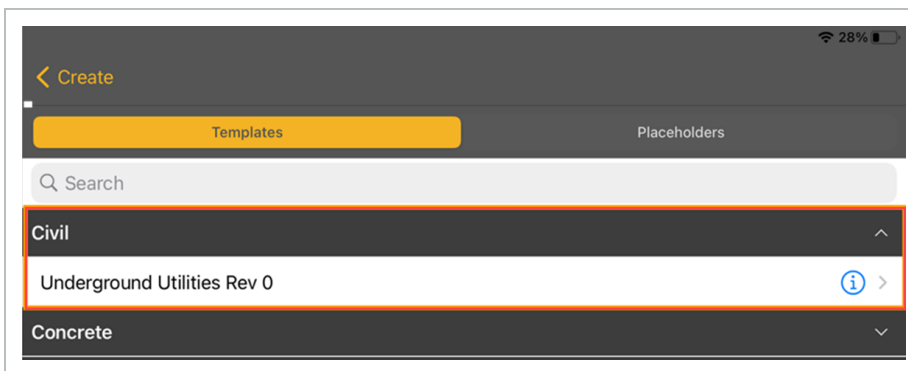 28%
Create
Templates Placeholders
Search
Civil
Underground Utilities Rev 0
Concrete